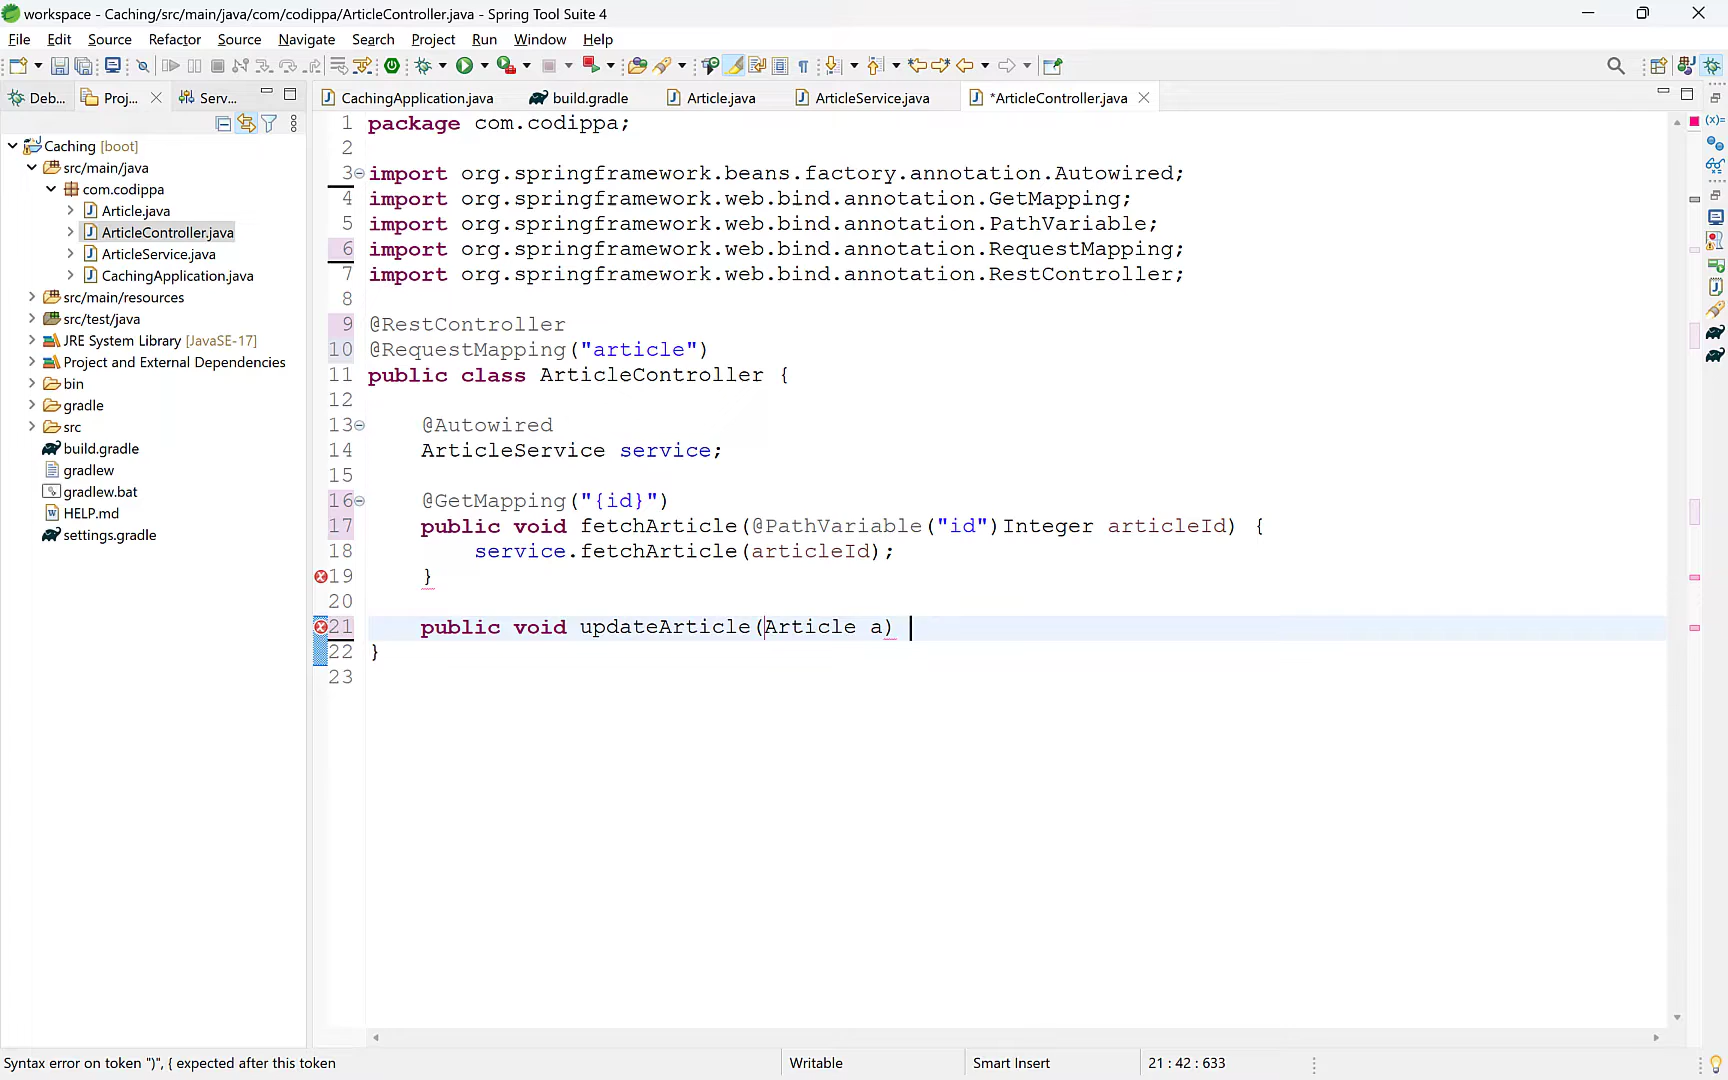 workspace - Caching/src/main/java/com/codippa/ArticleController.java - Spring Tool Suite 4
File Edit Source Refactor Source Navigate Search Project Run Window Help
Deb... Proj... Serv...
CachingApplication.java build.gradle Article.java ArticleService.java *ArticleController.java
Caching [boot]
src/main/java
com.codippa
Article.java
ArticleController.java
ArticleService.java
CachingApplication.java
src/main/resources
src/test/java
JRE System Library [JavaSE-17]
Project and External Dependencies
bin
gradle
src
build.gradle
gradlew
gradlew.bat
HELP.md
settings.gradle
1 package com.codippa;
2
3 import org.springframework.beans.factory.annotation.Autowired;
4 import org.springframework.web.bind.annotation.GetMapping;
5 import org.springframework.web.bind.annotation.PathVariable;
6 import org.springframework.web.bind.annotation.RequestMapping;
7 import org.springframework.web.bind.annotation.RestController;
8
9 @RestController
10 @RequestMapping("article")
11 public class ArticleController {
12
13 @Autowired
14 ArticleService service;
15
16 @GetMapping("{id}")
17 public void fetchArticle(@PathVariable("id")Integer articleId) {
18 service.fetchArticle(articleId);
19 }
20
21 public void updateArticle(Article a)
22 }
23
Syntax error on token ")", { expected after this token
Writable
Smart Insert
21 : 42 : 633